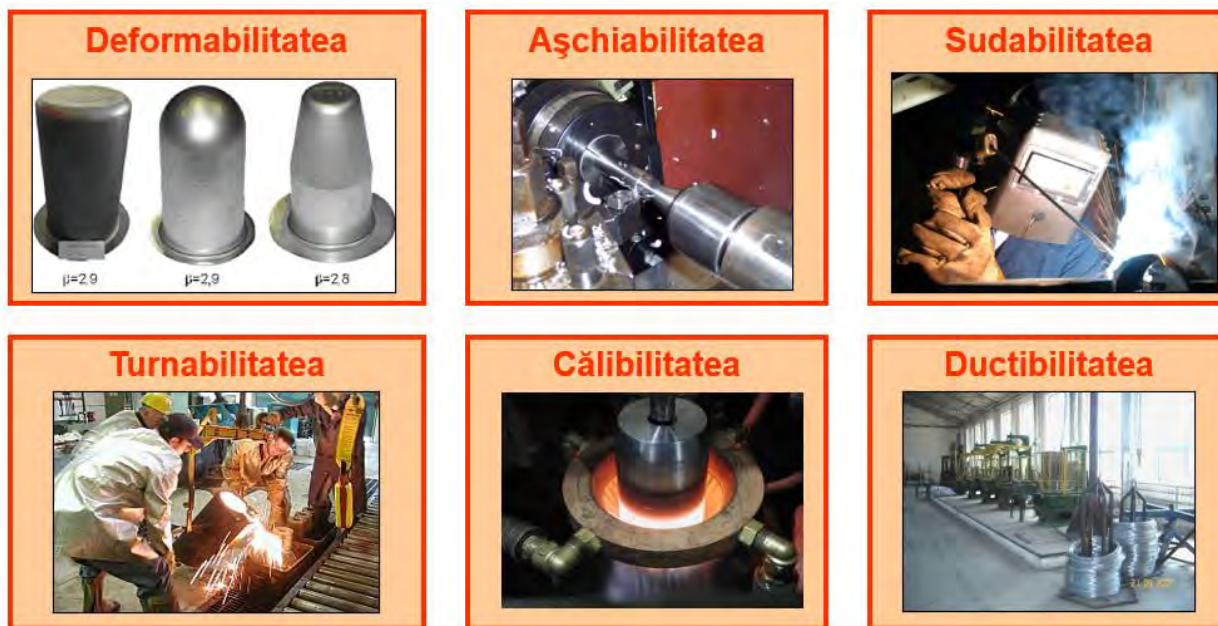 Deformabilitatea
Aşchiabilitatea
Sudabilitatea
β=2,9
β=2,9
β=2,8
Turnabilitatea
Călibilitatea
Ductibilitatea